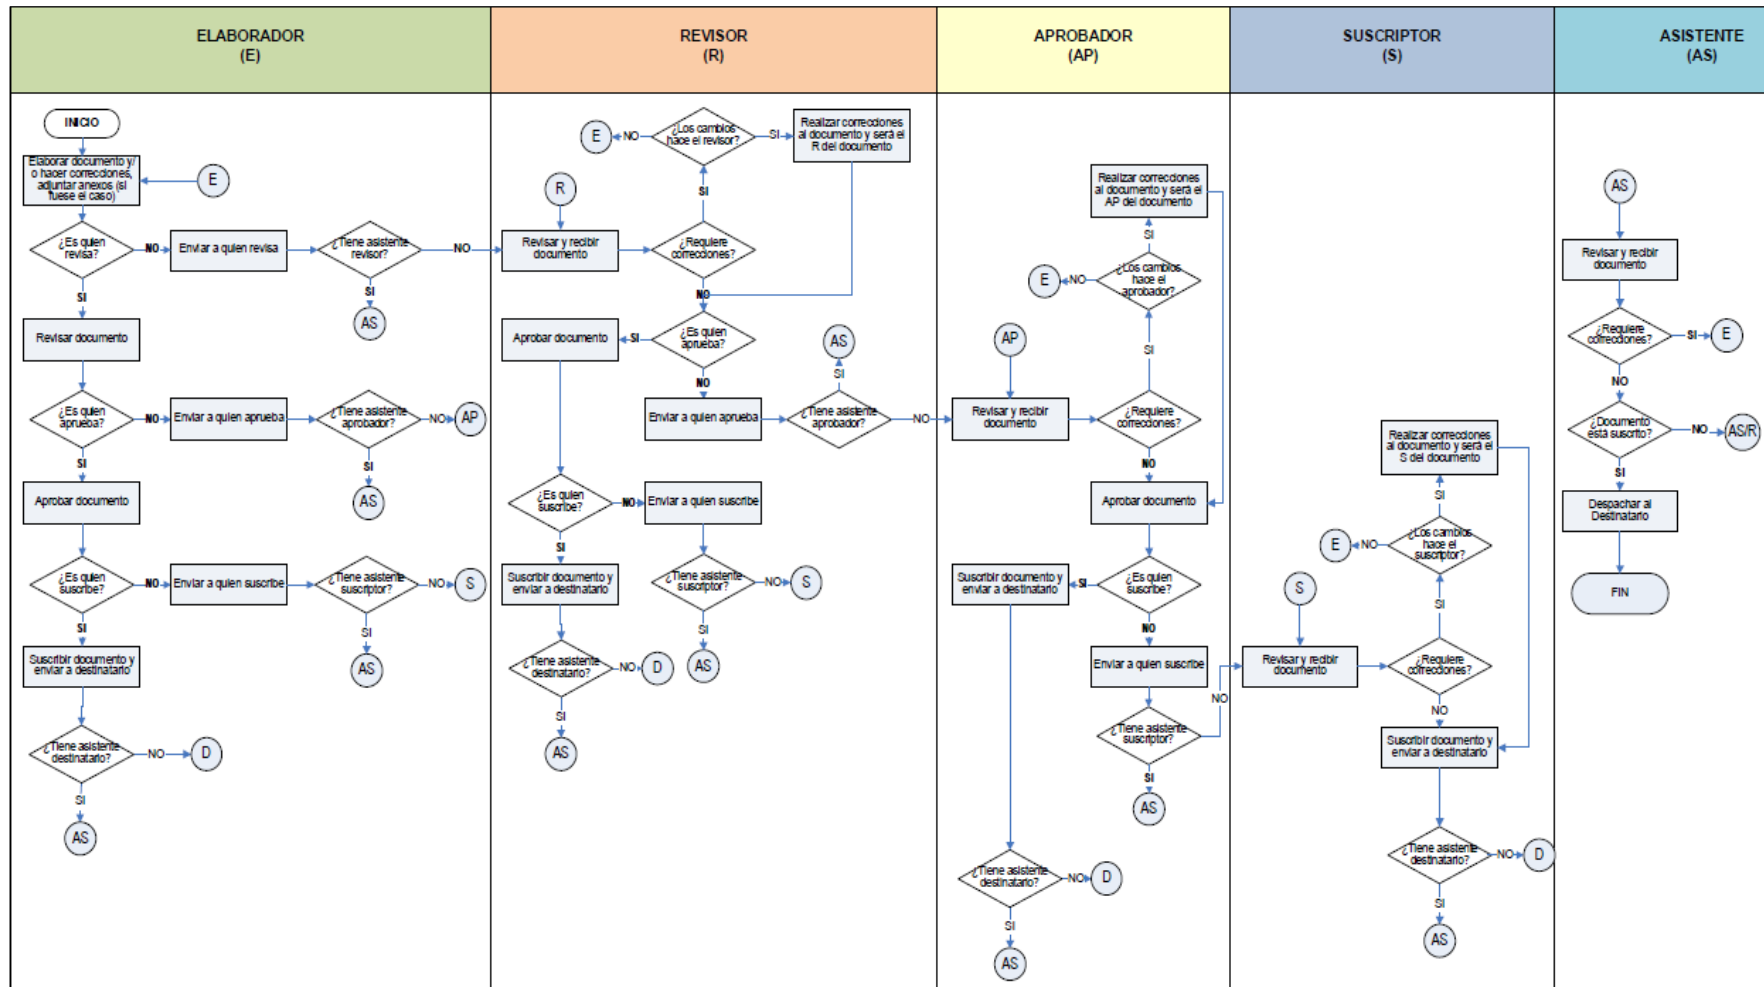 ELABORADOR
(E)
REVISOR
(R)
APROBADOR
(AP)
SUSCRIPTOR
(S)
ASISTENTE
(AS)
INICIO
Elaborar documento y/
o hacer correcciones,
adjuntar anexos (si
fuese el caso)
E
¿Es quien
revisa?
NO
Enviar a quien revisa
¿Tiene asistente
revisor?
NO
SI
AS
SI
Revisar documento
¿Es quien
aprueba?
NO
Enviar a quien aprueba
¿Tiene asistente
aprobador?
NO
AP
SI
AS
SI
Aprobar documento
¿Es quien
suscribe?
NO
Enviar a quien suscribe
¿Tiene asistente
suscriptor?
NO
S
SI
AS
SI
Suscribir documento y
enviar a destinatario
¿Tiene asistente
destinatario?
NO
D
SI
AS
E
NO
¿Los cambios
hace el revisor?
SI
Realizar correcciones
al documento y será el
R del documento
R
SI
Revisar y recibir
documento
¿Requiere
correcciones?
NO
Aprobar documento
SI
¿Es quien
aprueba?
AS
SI
NO
Enviar a quien aprueba
¿Tiene asistente
aprobador?
NO
¿Es quien
suscribe?
NO
Enviar a quien suscribe
SI
Suscribir documento y
enviar a destinatario
¿Tiene asistente
suscriptor?
NO
S
SI
AS
¿Tiene asistente
destinatario?
NO
D
SI
AS
Realizar correcciones
al documento y será el
AP del documento
SI
E
NO
¿Los cambios
hace el
aprobador?
AP
SI
Revisar y recibir
documento
¿Requiere
correcciones?
NO
Aprobar documento
Suscribir documento y
enviar a destinatario
SI
¿Es quien
suscribe?
NO
Enviar a quien suscribe
¿Tiene asistente
suscriptor?
NO
SI
AS
¿Tiene asistente
destinatario?
NO
D
SI
AS
Realizar correcciones
al documento y será el
S del documento
SI
E
NO
¿Los cambios
hace el
suscriptor?
S
SI
Revisar y recibir
documento
¿Requiere
correcciones?
NO
Suscribir documento y
enviar a destinatario
¿Tiene asistente
destinatario?
NO
D
SI
AS
AS
Revisar y recibir
documento
¿Requiere
correcciones?
SI
E
NO
¿Documento
está suscrito?
NO
AS/R
SI
Despachar al
Destinatario
FIN